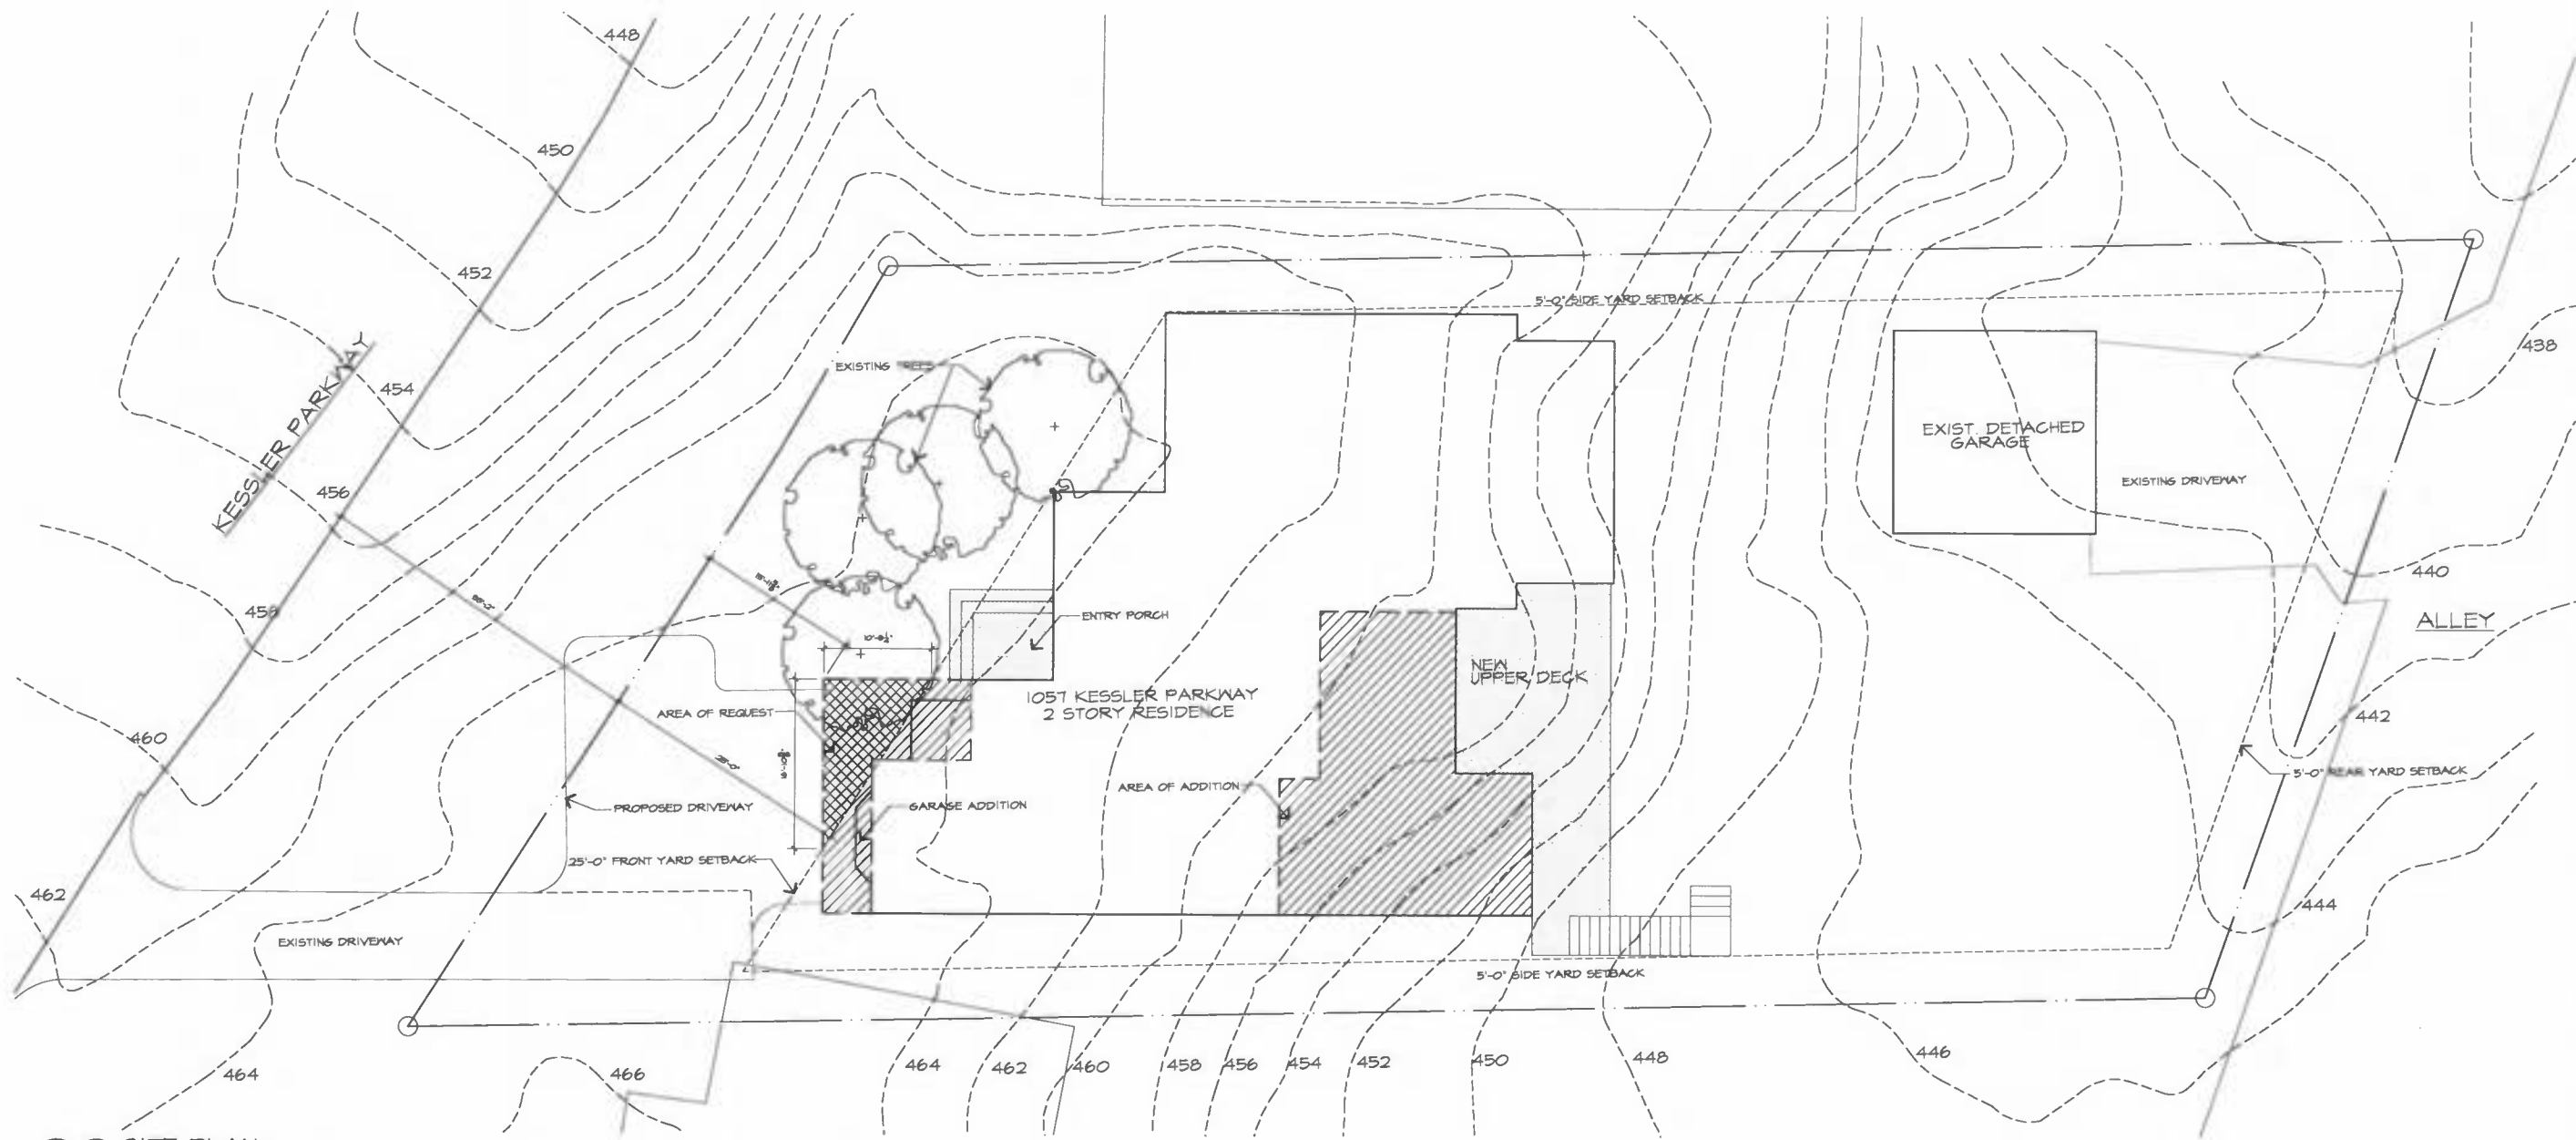 448
450
452
5'-0" SIDE YARD SETBACK
438
EXISTING TREES
454
KESSLER PARKWAY
EXIST. DETACHED
GARAGE
EXISTING DRIVEWAY
456
440
458
ENTRY PORCH
ALLEY
NEW
UPPER DECK
1057 KESSLER PARKWAY
2 STORY RESIDENCE
AREA OF REQUEST
442
460
25'-0"
5'-0" REAR YARD SETBACK
AREA OF ADDITION
PROPOSED DRIVEWAY
GARAGE ADDITION
25'-0" FRONT YARD SETBACK
462
444
EXISTING DRIVEWAY
5'-0" SIDE YARD SETBACK
464
466
464
462
460
458
456
454
452
450
448
446
SITE PLAN